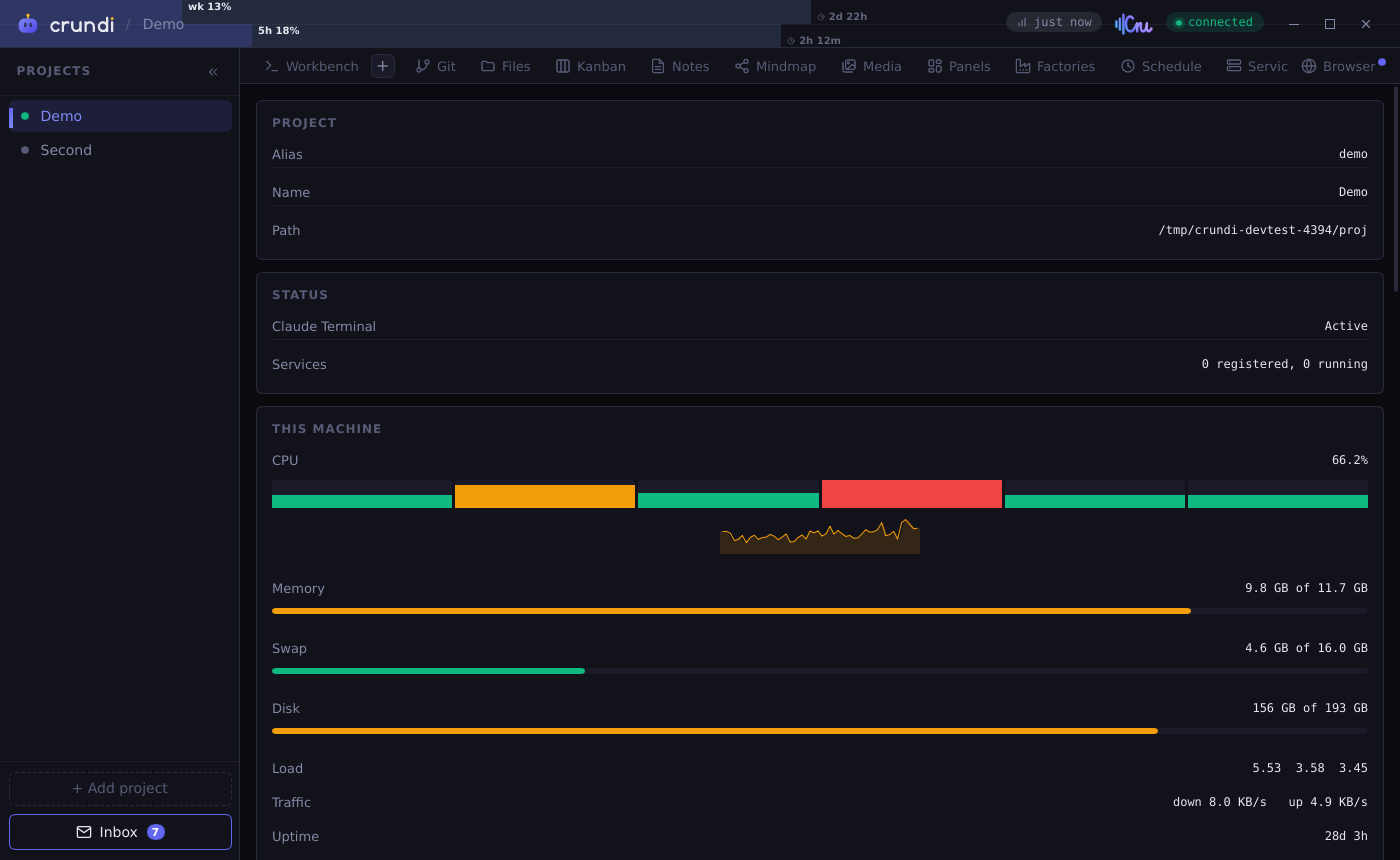 wk 13%
2d 22h
crundi / Demo
5h 18%
2h 12m
just now
Cru
connected
PROJECTS
«
Workbench
+
Git
Files
Kanban
Notes
Mindmap
Media
Panels
Factories
Schedule
Servic
Browser
Demo
Second
PROJECT
Alias demo
Name Demo
Path /tmp/crundi-devtest-4394/proj
STATUS
Claude Terminal Active
Services 0 registered, 0 running
THIS MACHINE
CPU 66.2%
Memory 9.8 GB of 11.7 GB
Swap 4.6 GB of 16.0 GB
Disk 156 GB of 193 GB
Load 5.53 3.58 3.45
Traffic down 8.0 KB/s up 4.9 KB/s
Uptime 28d 3h
+ Add project
Inbox 7